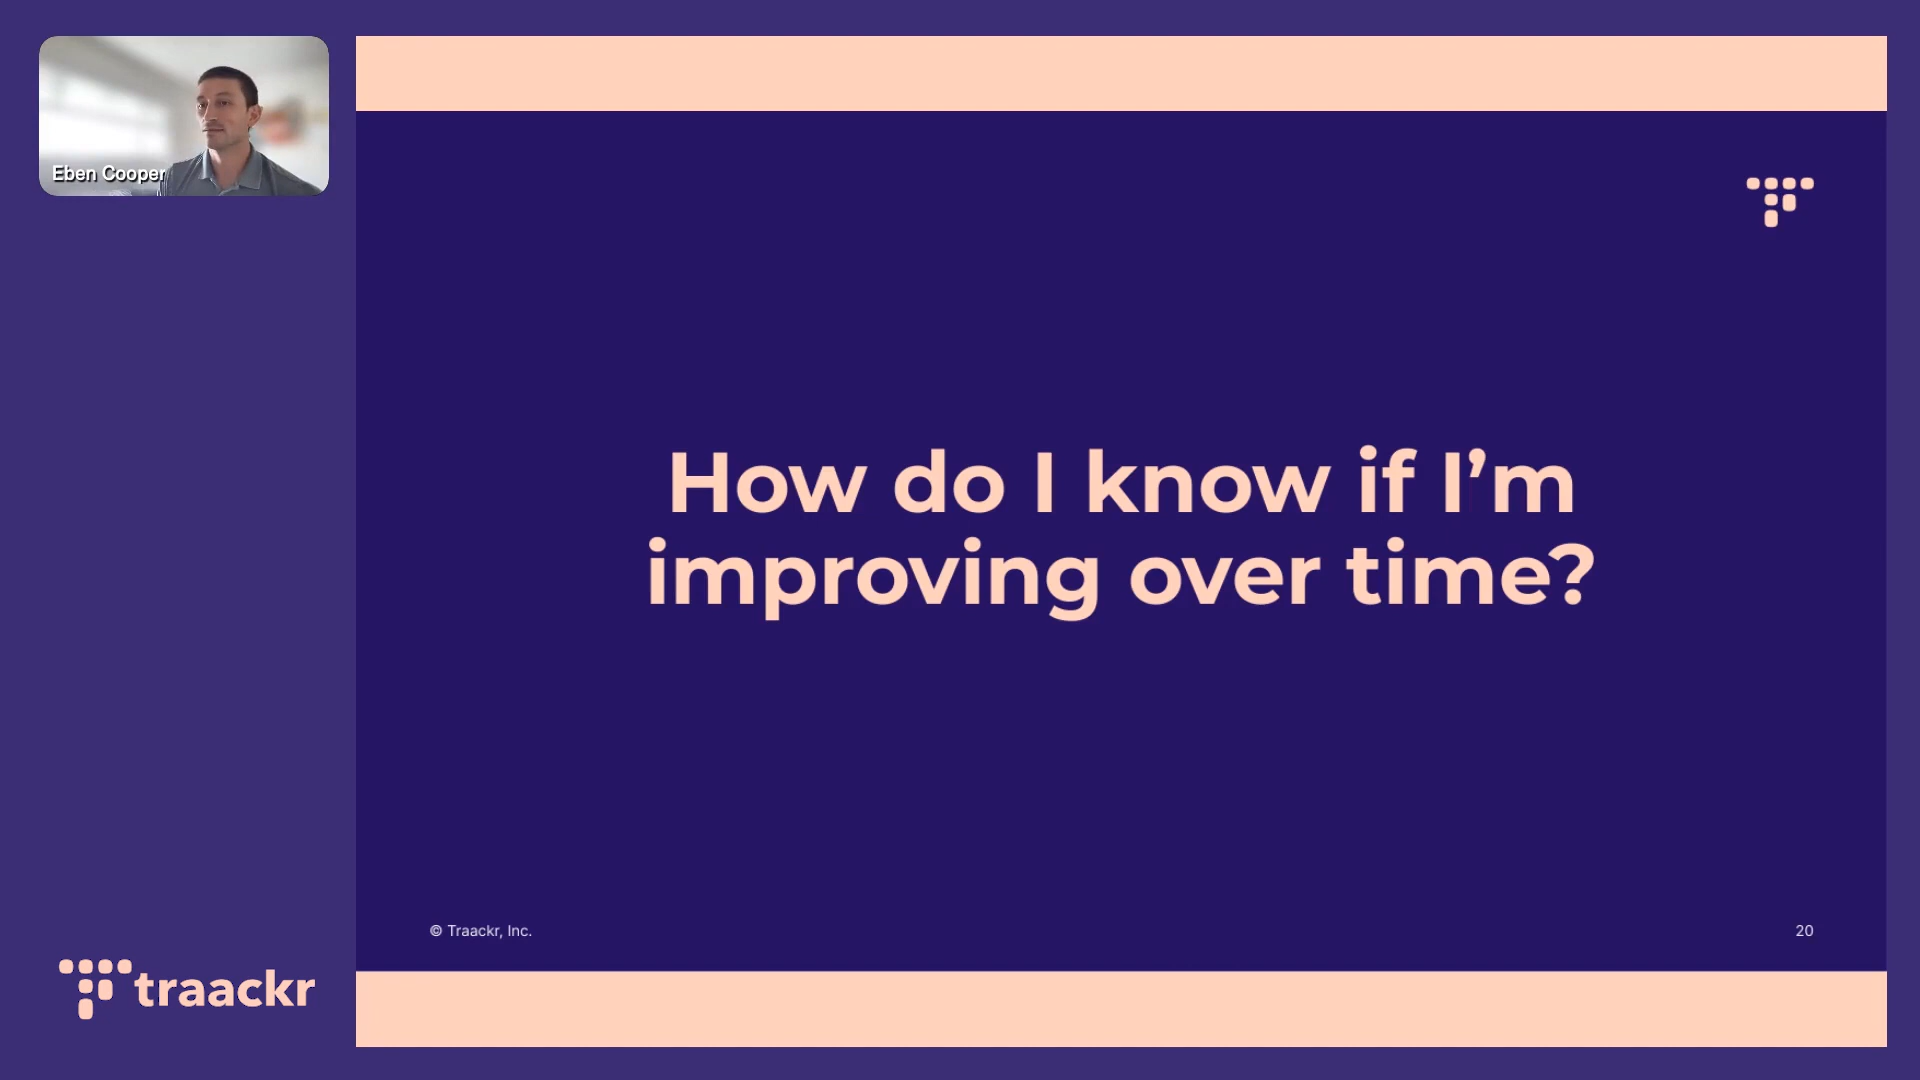 Eben Cooper
How do I know if I’m
improving over time?
© Traackr, Inc.
20
traackr